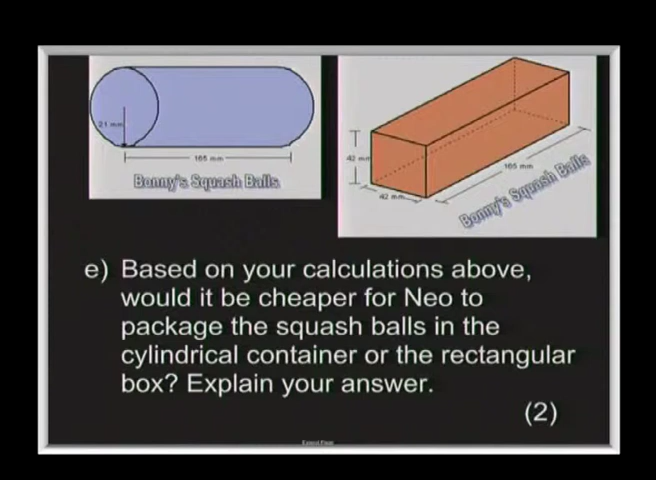 21 mm
165 mm
Bonny's Squash Balls
42 mm
42 mm
165 mm
Bonny's Squash Balls
e) Based on your calculations above,
would it be cheaper for Neo to
package the squash balls in the
cylindrical container or the rectangular
box? Explain your answer.
(2)